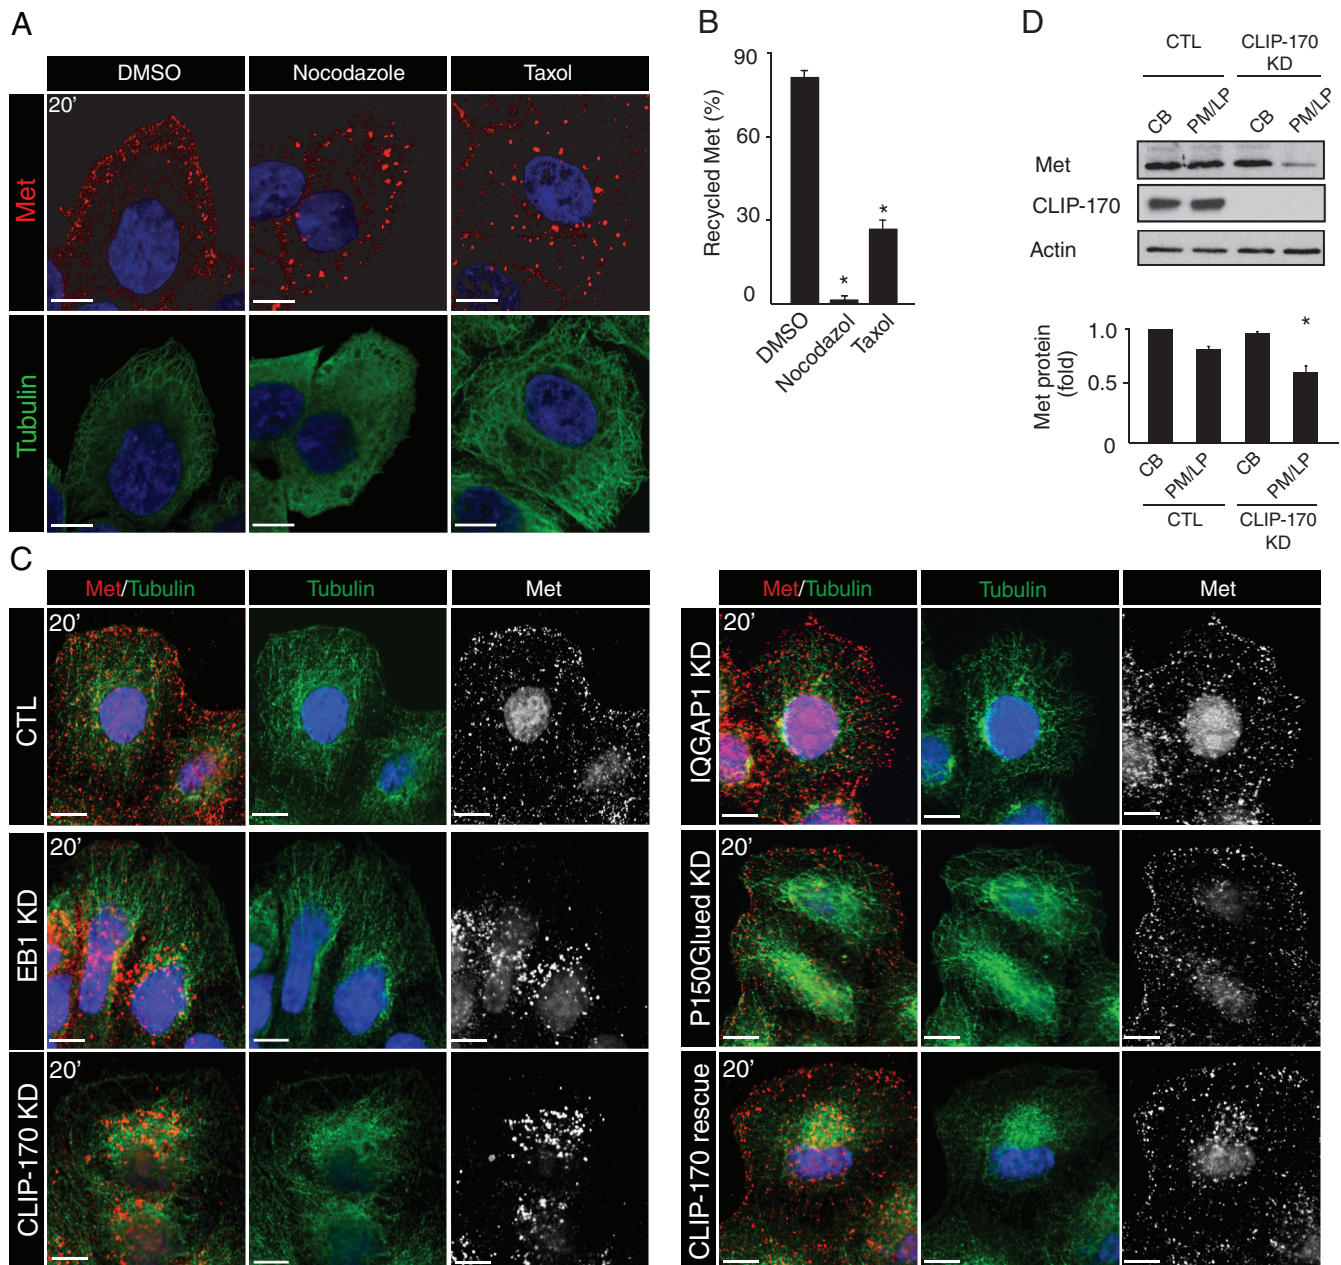 A
DMSO
Nocodazole
Taxol
Met
20’
Tubulin
B
Recycled Met (%)
90
60
30
0
*
*
DMSO
Nocodazol
Taxol
D
CTL
CLIP-170
KD
CB
PM/LP
CB
PM/LP
Met
CLIP-170
Actin
Met protein
(fold)
1.0
0.5
0
*
CB
PM/LP
CB
PM/LP
CTL
CLIP-170
KD
C
Met/Tubulin
Tubulin
Met
CTL
20’
EB1 KD
20’
CLIP-170 KD
20’
Met/Tubulin
Tubulin
Met
IQGAP1 KD
20’
P150Glued KD
20’
CLIP-170 rescue
20’